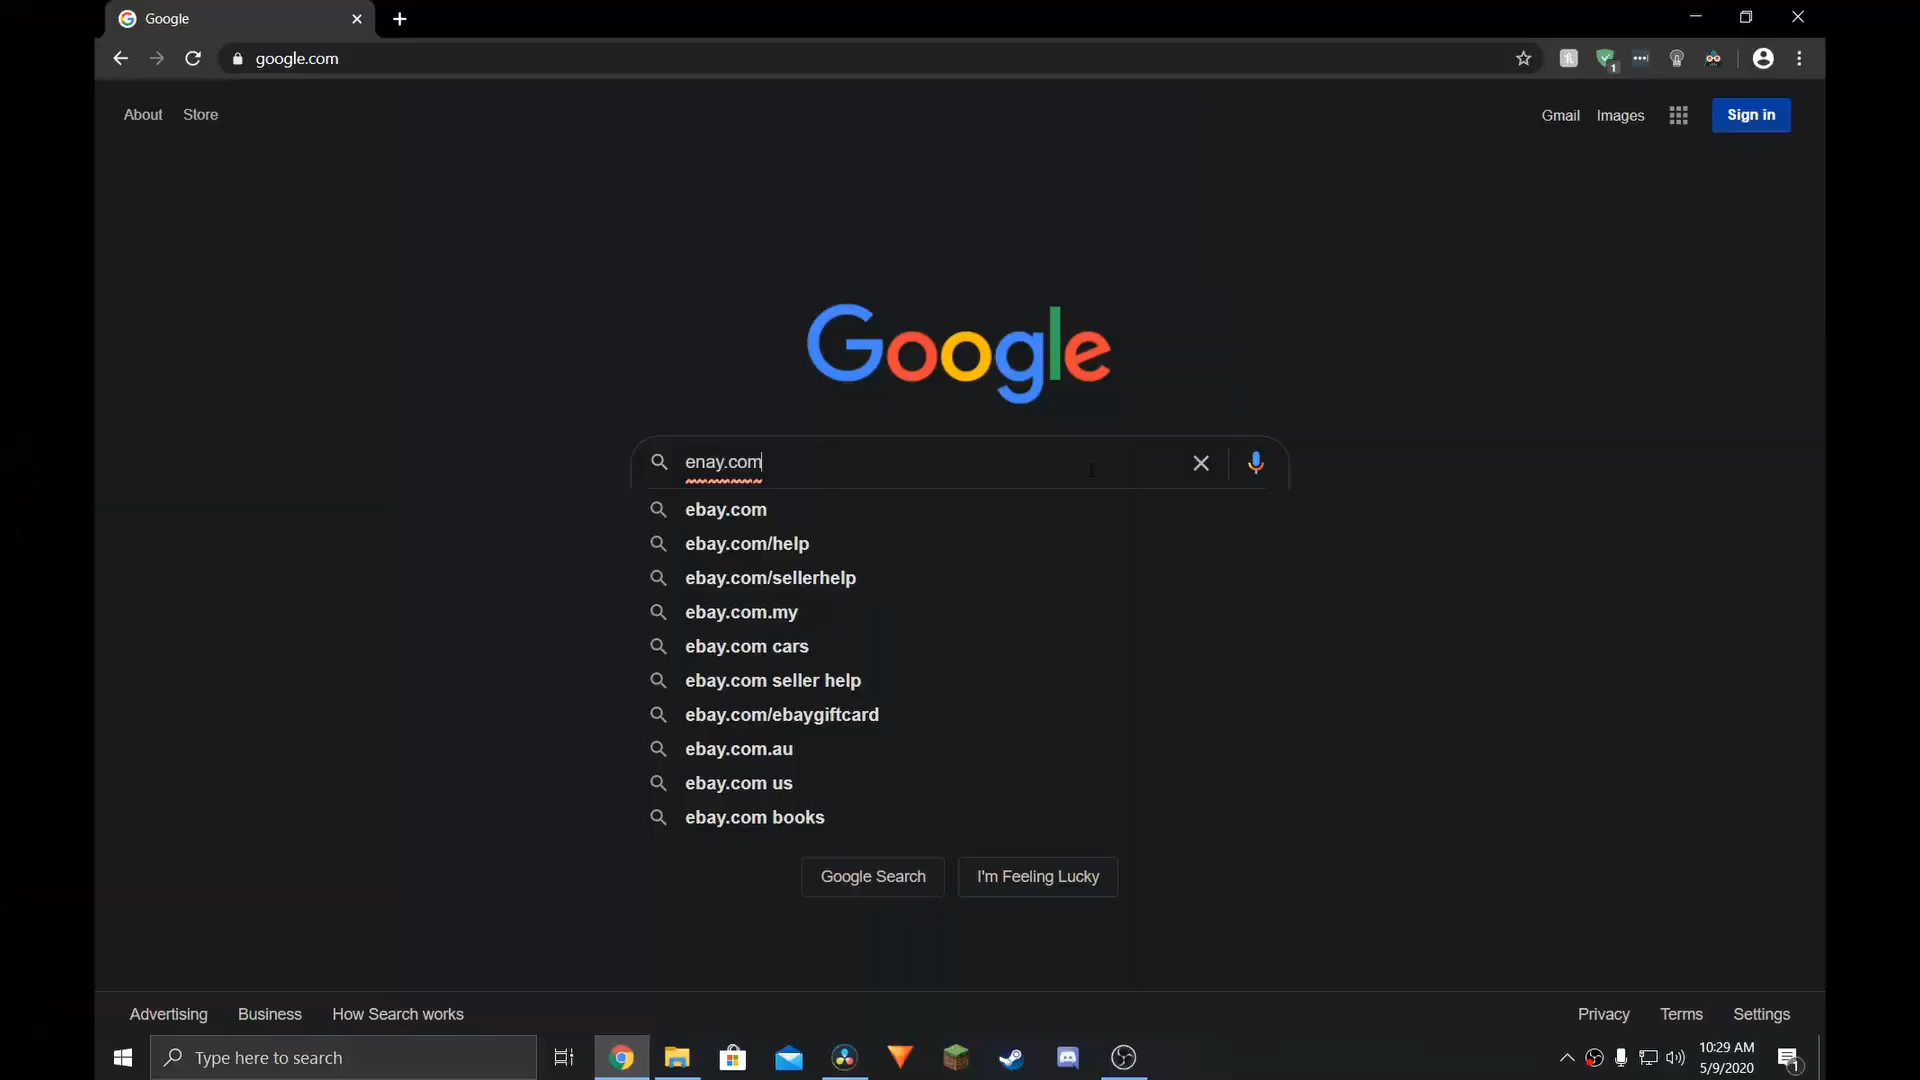 Google
google.com
About Store
Gmail Images Sign in
Google
enay.com
ebay.com
ebay.com/help
ebay.com/sellerhelp
ebay.com.my
ebay.com cars
ebay.com seller help
ebay.com/ebaygiftcard
ebay.com.au
ebay.com us
ebay.com books
Google Search I'm Feeling Lucky
Advertising Business How Search works
Privacy Terms Settings
Type here to search
10:29 AM
5/9/2020
1
1